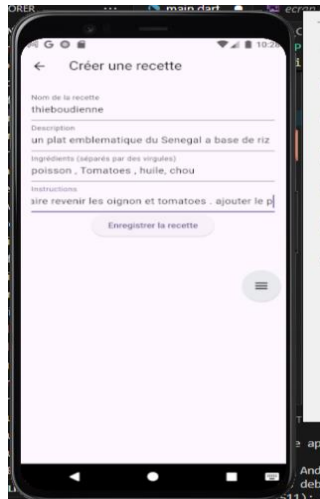 main.dart
10:28
Créer une recette
Nom de la recette
thieboudienne
Description
un plat emblematique du Senegal a base de riz
Ingrédients (séparés par des virgules)
poisson , Tomatoes , huile, chou
Instructions
aire revenir les oignon et tomatoes . ajouter le p
Enregistrer la recette